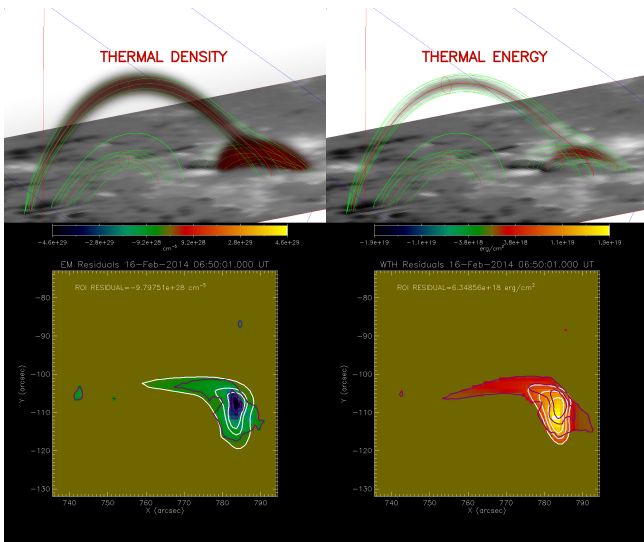 THERMAL DENSITY
THERMAL ENERGY
−4.6e+29 −2.8e+29 −9.2e+28 9.2e+28 2.8e+29 4.6e+29
cm⁻⁵
−1.9e+19 −1.1e+19 −3.8e+18 3.8e+18 1.1e+19 1.9e+19
erg/cm²
EM Residuals 16−Feb−2014 06:50:01.000 UT
WTH Residuals 16−Feb−2014 06:50:01.000 UT
ROI RESIDUAL=−9.79751e+28 cm⁻⁵
ROI RESIDUAL=6.34856e+18 erg/cm²
−80
−90
−100
−110
−120
−130
Y (arcsec)
740 750 760 770 780 790
X (arcsec)
−80
−90
−100
−110
−120
−130
Y (arcsec)
740 750 760 770 780 790
X (arcsec)